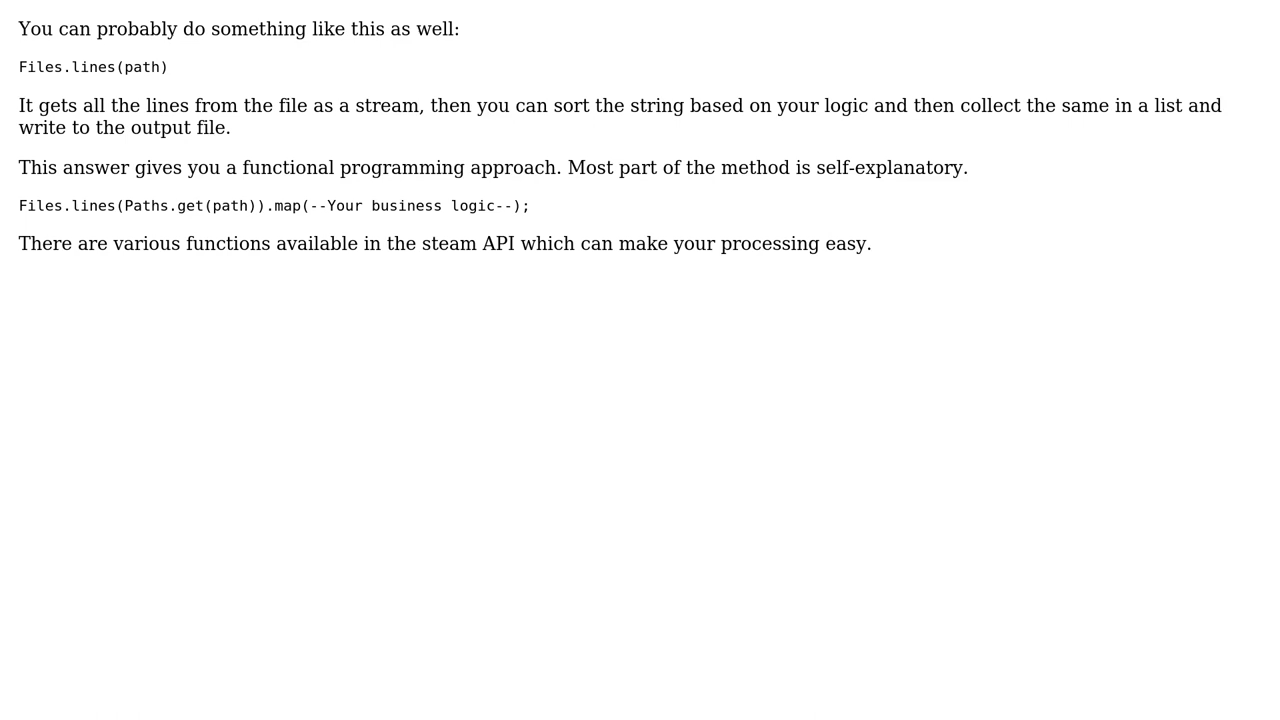 You can probably do something like this as well:
Files.lines(path)
It gets all the lines from the file as a stream, then you can sort the string based on your logic and then collect the same in a list and
write to the output file.
This answer gives you a functional programming approach. Most part of the method is self-explanatory.
Files.lines(Paths.get(path)).map(--Your business logic--);
There are various functions available in the steam API which can make your processing easy.